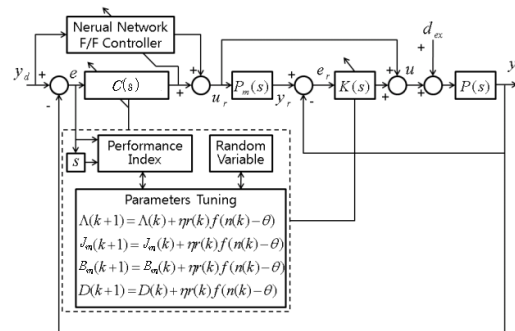 Nerual Network
F/F Controller
d_ex
y_d + e C(s) + + u_r P_m(s) y_r + e_r K(s) + + u + + P(s) y
-
-
s
Performance
Index
Random
Variable
Parameters Tuning
Λ(k+1) = Λ(k) + ηr(k) f(n(k) − θ)
J_m(k+1) = J_m(k) + ηr(k) f(n(k) − θ)
B_m(k+1) = B_m(k) + ηr(k) f(n(k) − θ)
D(k+1) = D(k) + ηr(k) f(n(k) − θ)